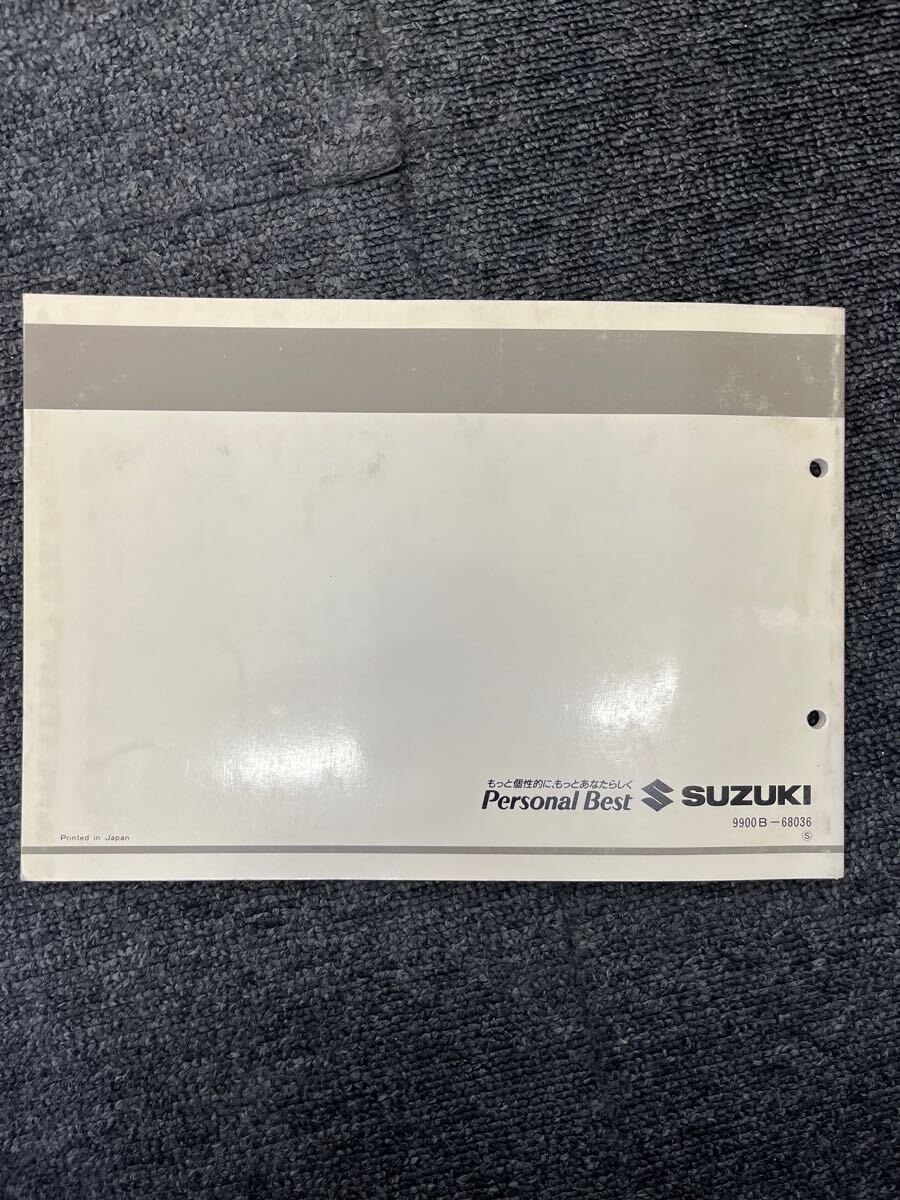 もっと個性的に、もっとあなたらしく
Personal Best SUZUKI
9900B－68036
Ⓢ
Printed in Japan